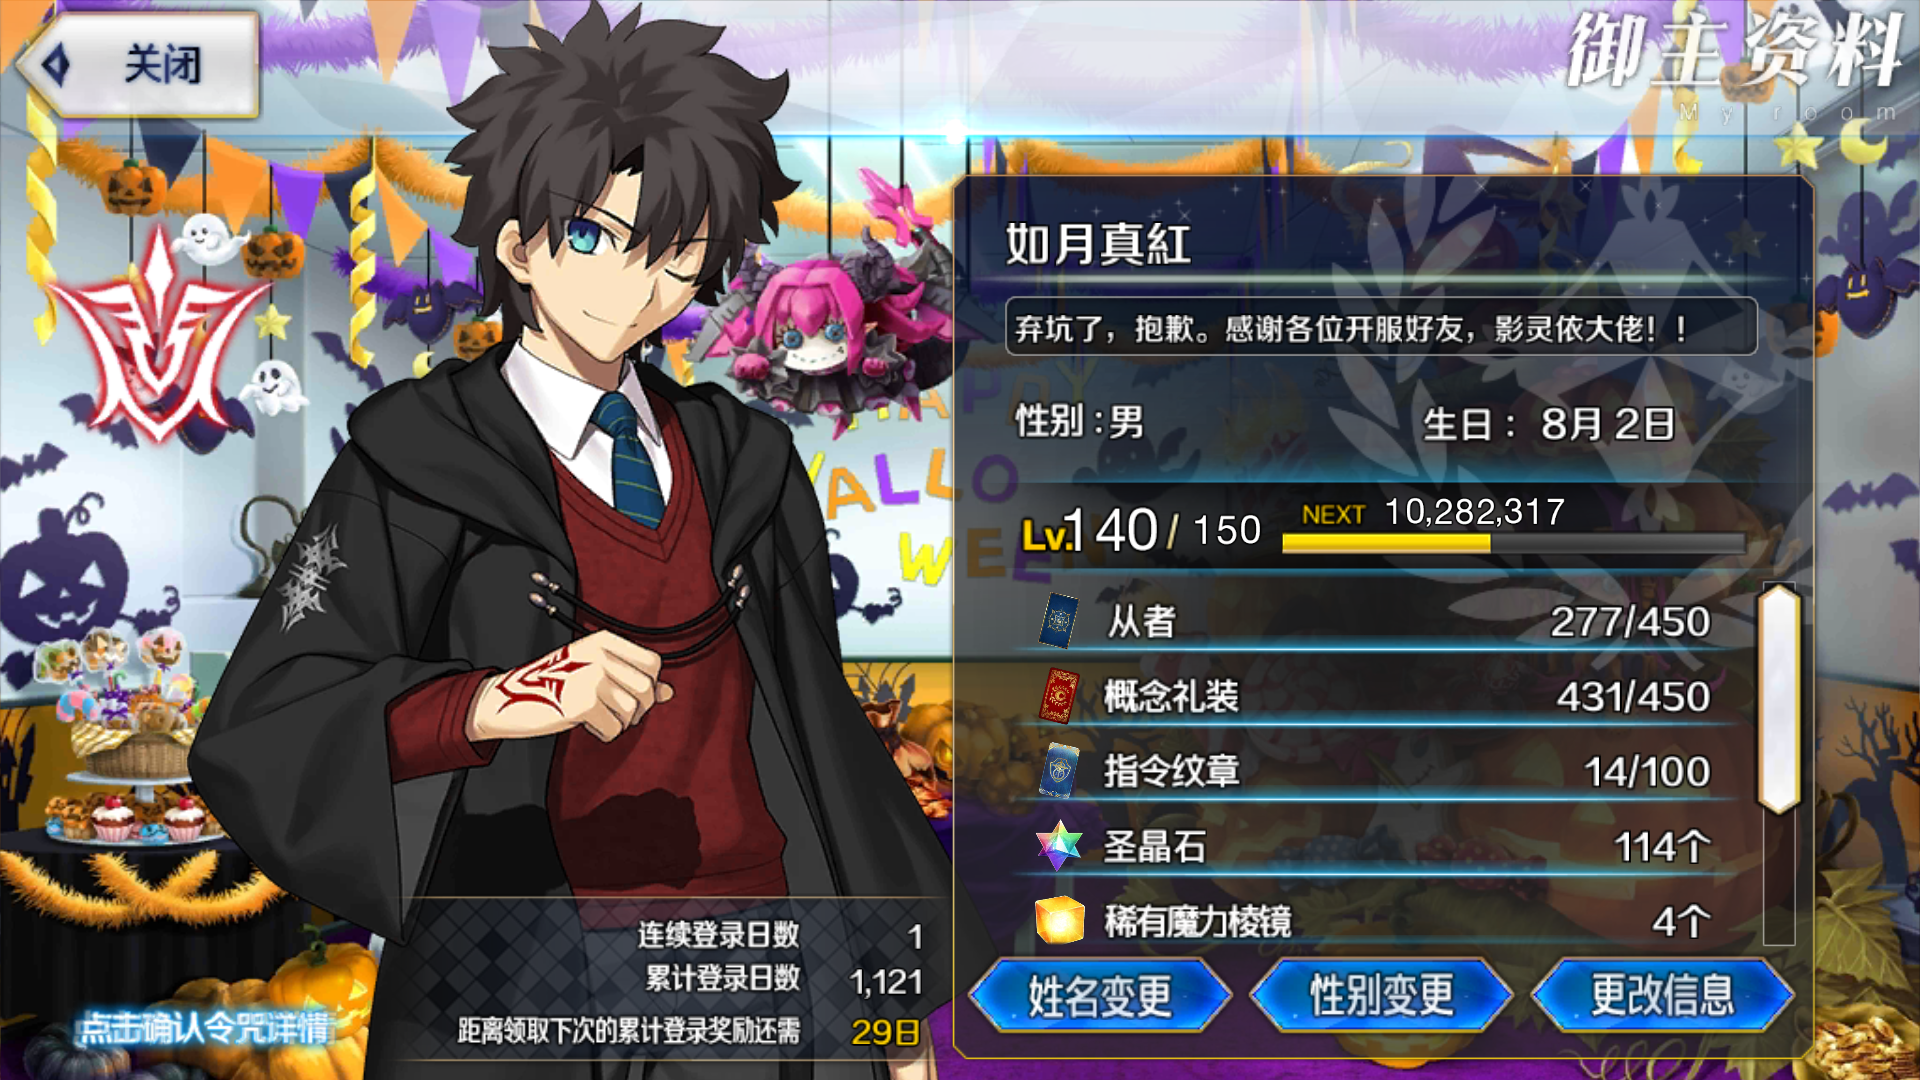 关闭
御主资料
My room
如月真紅
弃坑了，抱歉。感谢各位开服好友，影灵依大佬！！
性别：男
生日：8月2日
Lv.140/150
NEXT 10,282,317
从者 277/450
概念礼装 431/450
指令纹章 14/100
圣晶石 114个
稀有魔力棱镜 4个
连续登录日数 1
累计登录日数 1,121
距离领取下次的累计登录奖励还需 29日
点击确认令咒详情
姓名变更
性别变更
更改信息